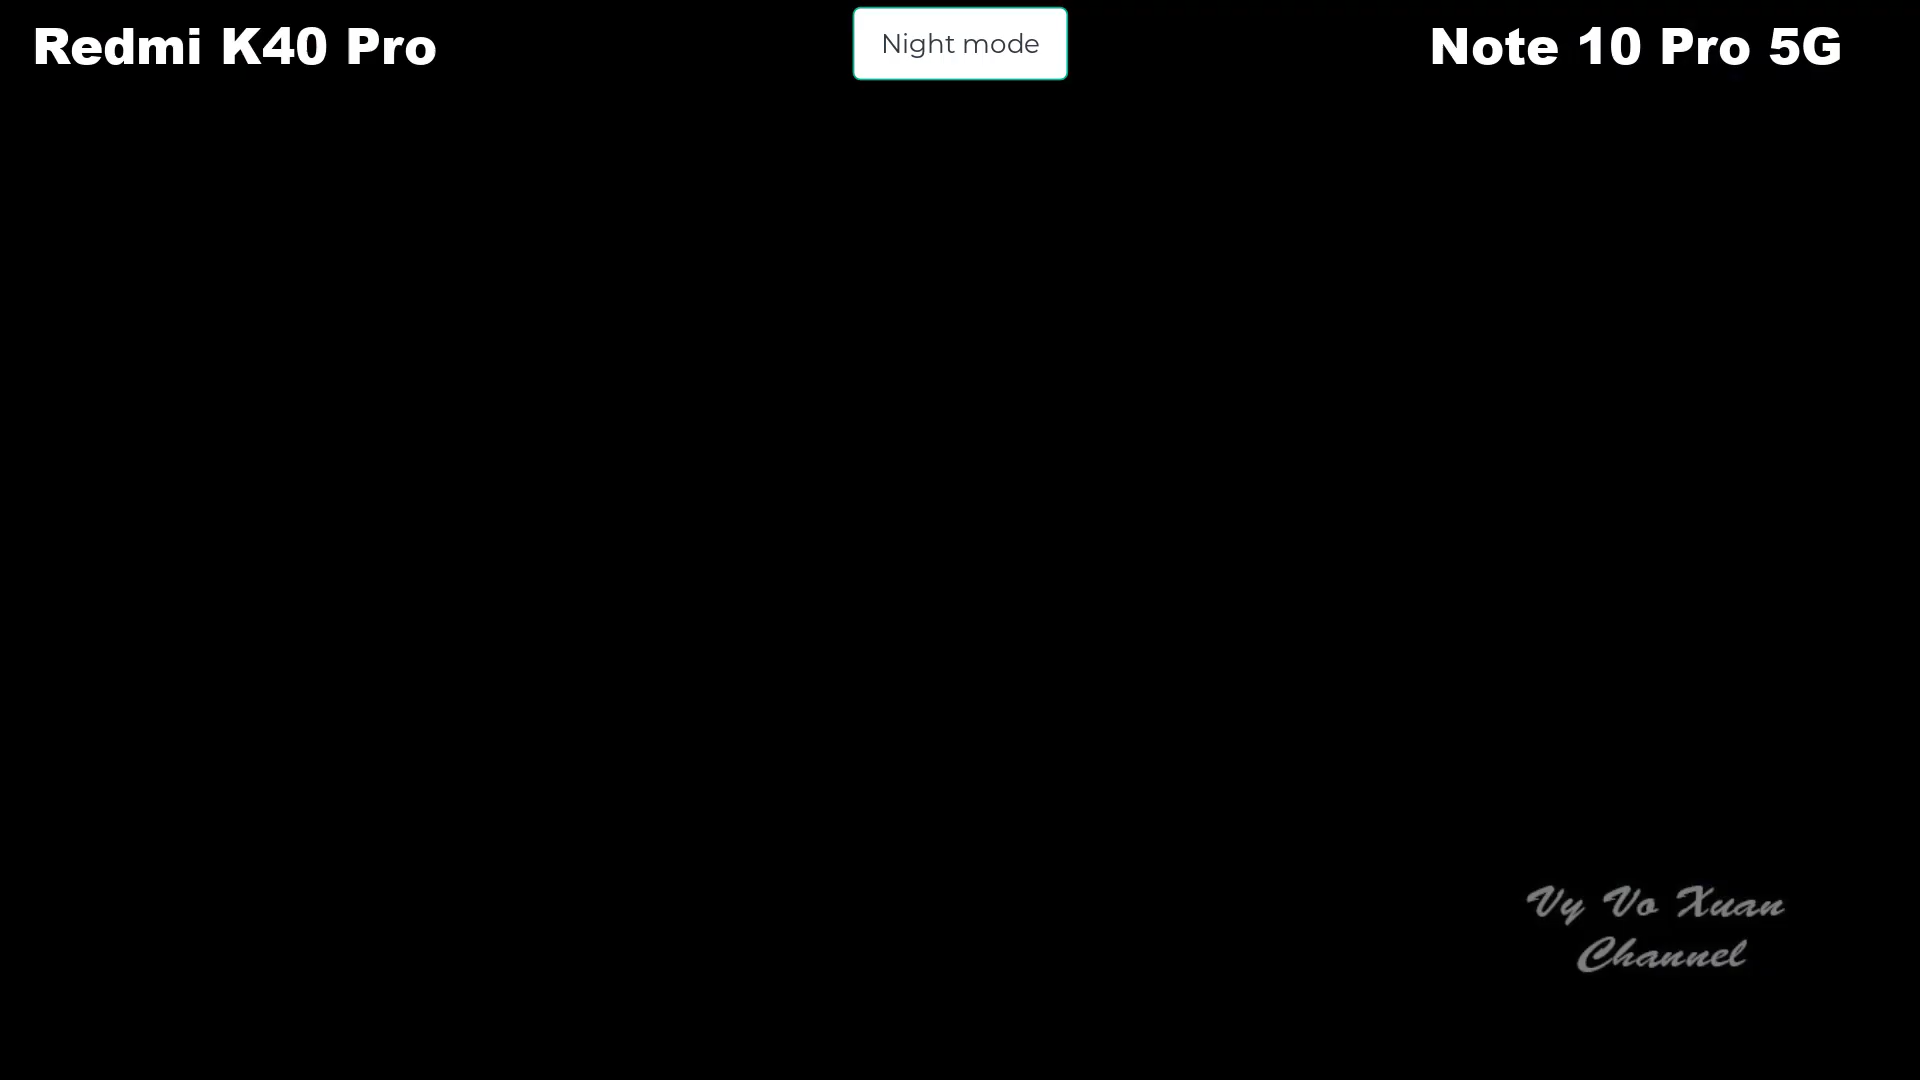 Redmi K40 Pro
Night mode
Note 10 Pro 5G
Vy Vo Xuan
Channel